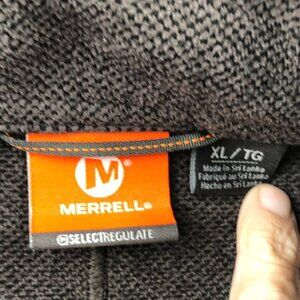 M
MERRELL®
SELECTREGULATE
XL / TG
Made in Sri Lanka
Fabriqué au Sri Lanka
Hecho en Sri Lanka